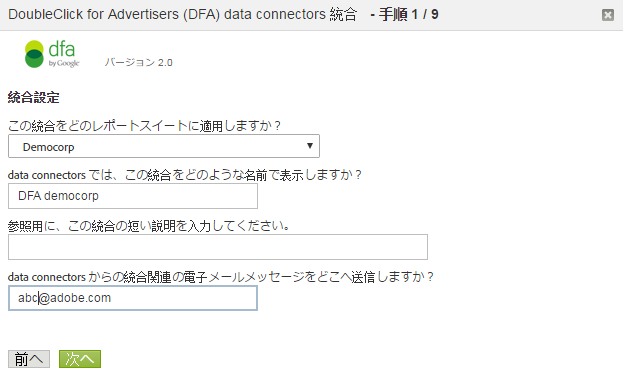 DoubleClick for Advertisers (DFA) data connectors 統合 - 手順 1 / 9
dfa
by Google
バージョン 2.0
統合設定
この統合をどのレポートスイートに適用しますか？
Democorp
data connectors では、この統合をどのような名前で表示しますか？
DFA democorp
参照用に、この統合の短い説明を入力してください。
data connectors からの統合関連の電子メールメッセージをどこへ送信しますか？
abc@adobe.com
前へ 次へ